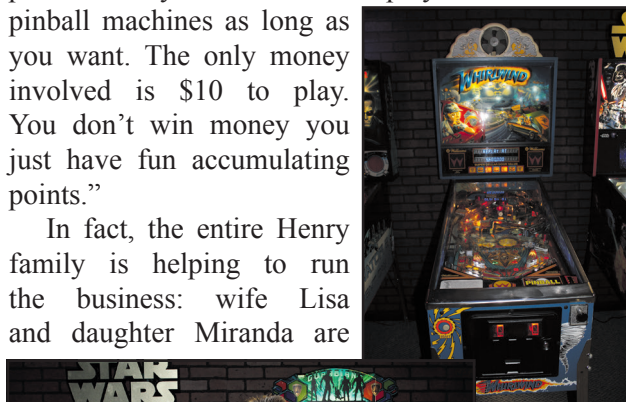 pinball machines as long as
you want. The only money
involved is $10 to play.
You don’t win money you
just have fun accumulating
points.”
In fact, the entire Henry
family is helping to run
the business: wife Lisa
and daughter Miranda are
WHIRLWIND
PINBALL
WHIRLWIND
STAR
WARS